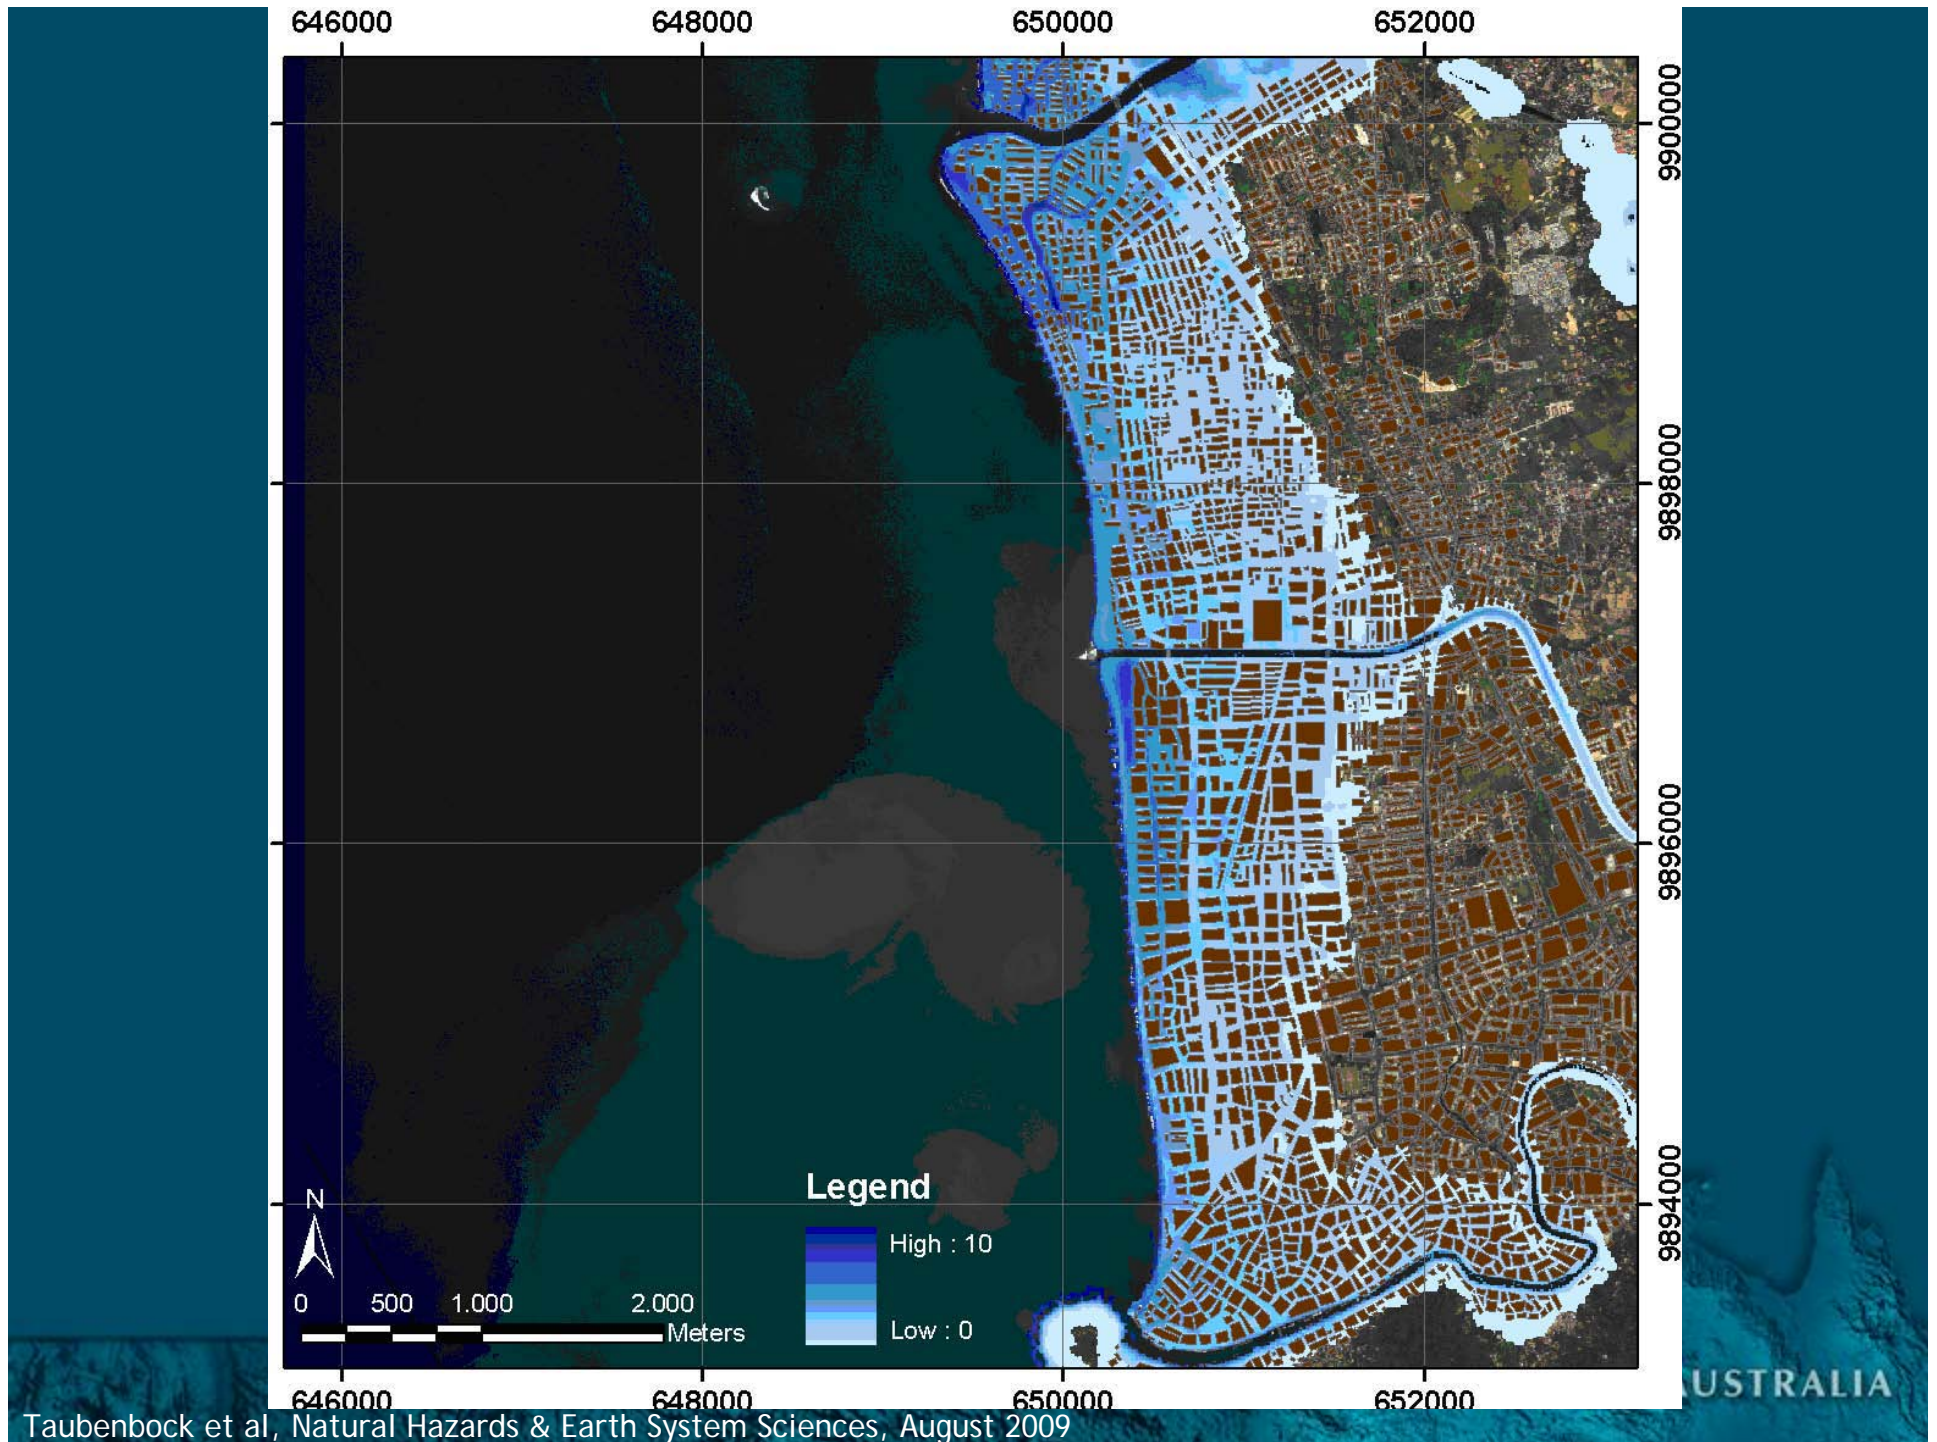 646000 648000 650000 652000
9900000
9898000
9896000
9894000
Legend
High : 10
Low : 0
N
0 500 1.000 2.000
Meters
646000 648000 650000 652000
USTRALIA
Taubenbock et al, Natural Hazards & Earth System Sciences, August 2009